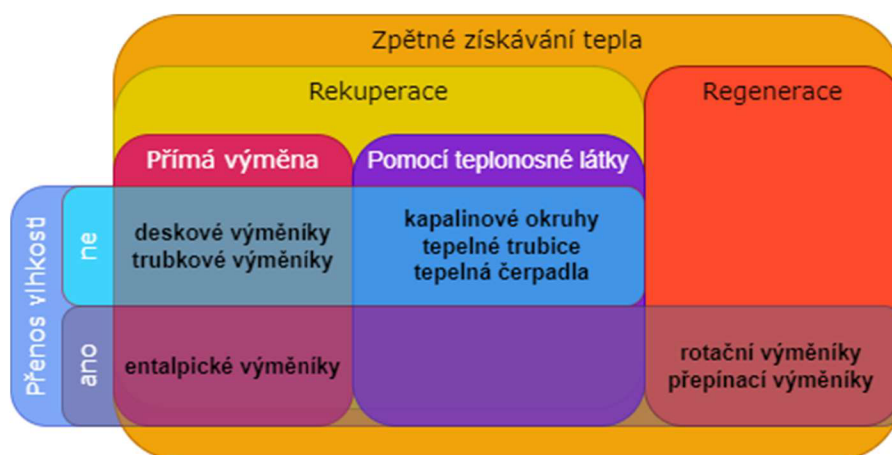 Zpětné získávání tepla
Rekuperace
Regenerace
Přímá výměna
Pomocí teplonosné látky
Přenos vlhkosti
ne
deskové výměníky
trubkové výměníky
kapalinové okruhy
tepelné trubice
tepelná čerpadla
ano
entalpické výměníky
rotační výměníky
přepínací výměníky